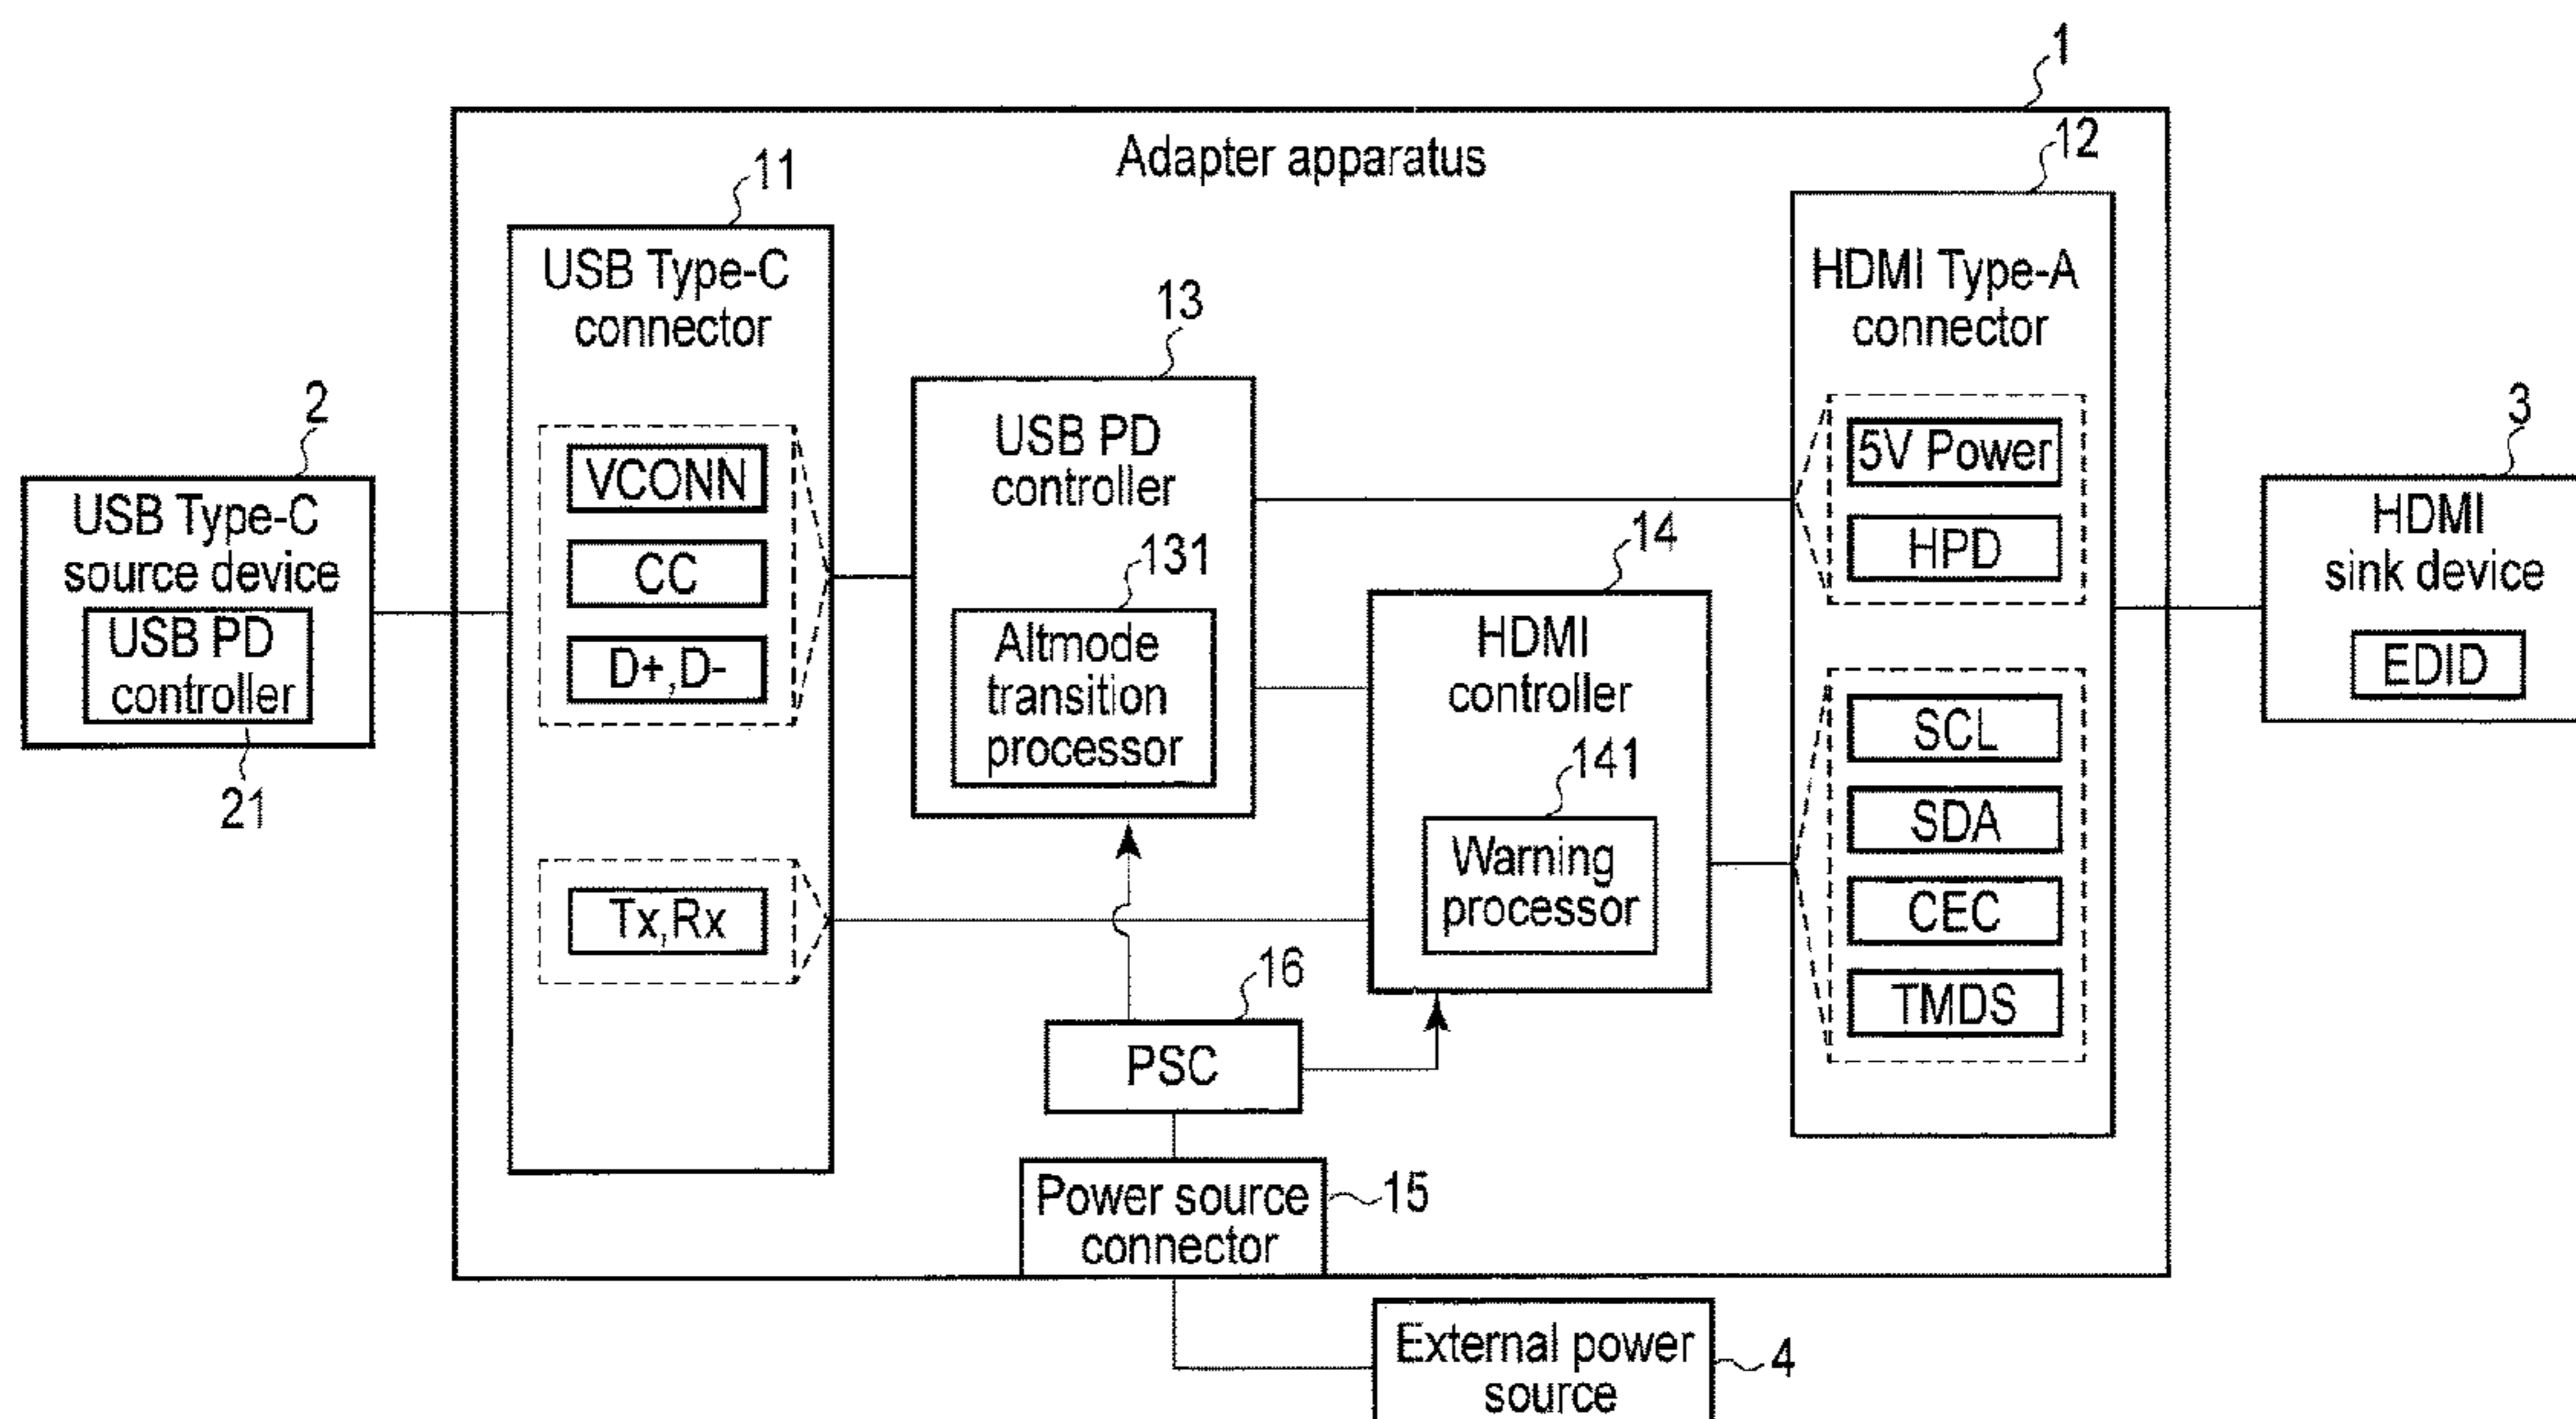 1
Adapter apparatus
11
USB Type-C
connector
VCONN
CC
D+,D-
Tx,Rx
12
HDMI Type-A
connector
5V Power
HPD
SCL
SDA
CEC
TMDS
13
USB PD
controller
131
Altmode
transition
processor
14
HDMI
controller
141
Warning
processor
2
USB Type-C
source device
USB PD
controller
21
3
HDMI
sink device
EDID
16
PSC
Power source
connector
15
External power
source
4